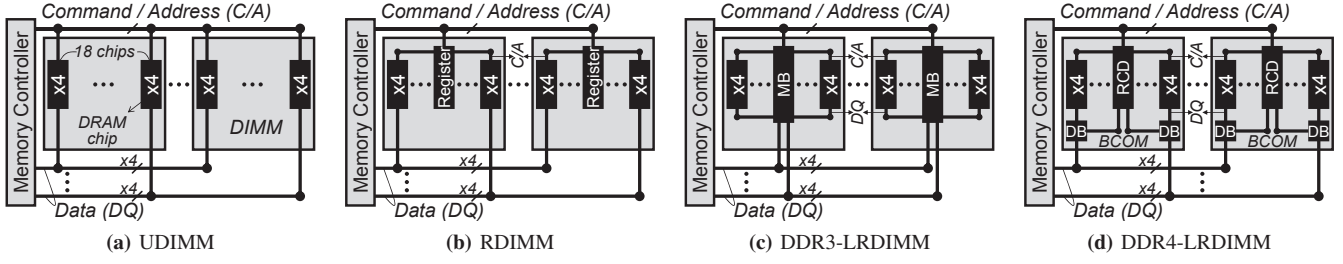 Command / Address (C/A)
Memory Controller
18 chips
x4
x4
x4
x4
DRAM
chip
DIMM
x4
x4
Data (DQ)
(a) UDIMM
Command / Address (C/A)
Memory Controller
x4
Register
x4
C/A
x4
Register
x4
x4
x4
Data (DQ)
(b) RDIMM
Command / Address (C/A)
Memory Controller
x4
MB
x4
C/A
DQ
x4
MB
x4
x4
x4
Data (DQ)
(c) DDR3-LRDIMM
Command / Address (C/A)
Memory Controller
x4
RCD
x4
C/A
DQ
x4
RCD
x4
DB
DB
DB
DB
BCOM
BCOM
x4
x4
Data (DQ)
(d) DDR4-LRDIMM